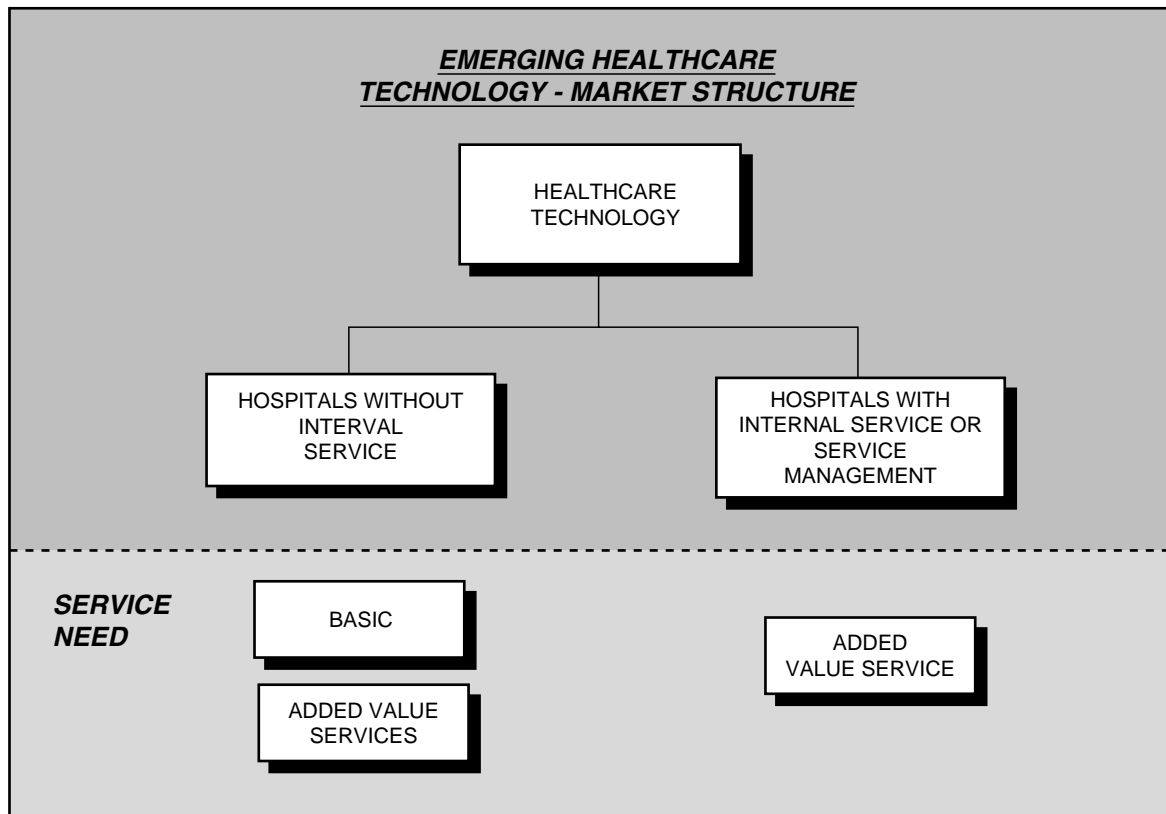 EMERGING HEALTHCARE
TECHNOLOGY - MARKET STRUCTURE
HEALTHCARE
TECHNOLOGY
HOSPITALS WITHOUT
INTERVAL
SERVICE
HOSPITALS WITH
INTERNAL SERVICE OR
SERVICE
MANAGEMENT
SERVICE
NEED
BASIC
ADDED VALUE
SERVICES
ADDED
VALUE SERVICE